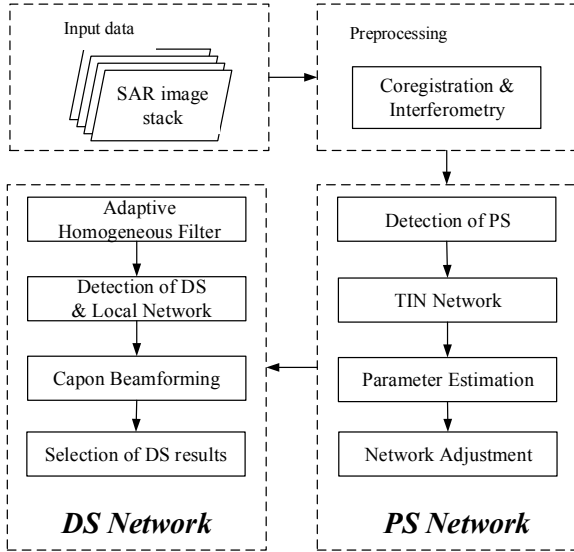 Input data
SAR image
stack
Preprocessing
Coregistration &
Interferometry
Adaptive
Homogeneous Filter
Detection of DS
& Local Network
Capon Beamforming
Selection of DS results
DS Network
Detection of PS
TIN Network
Parameter Estimation
Network Adjustment
PS Network